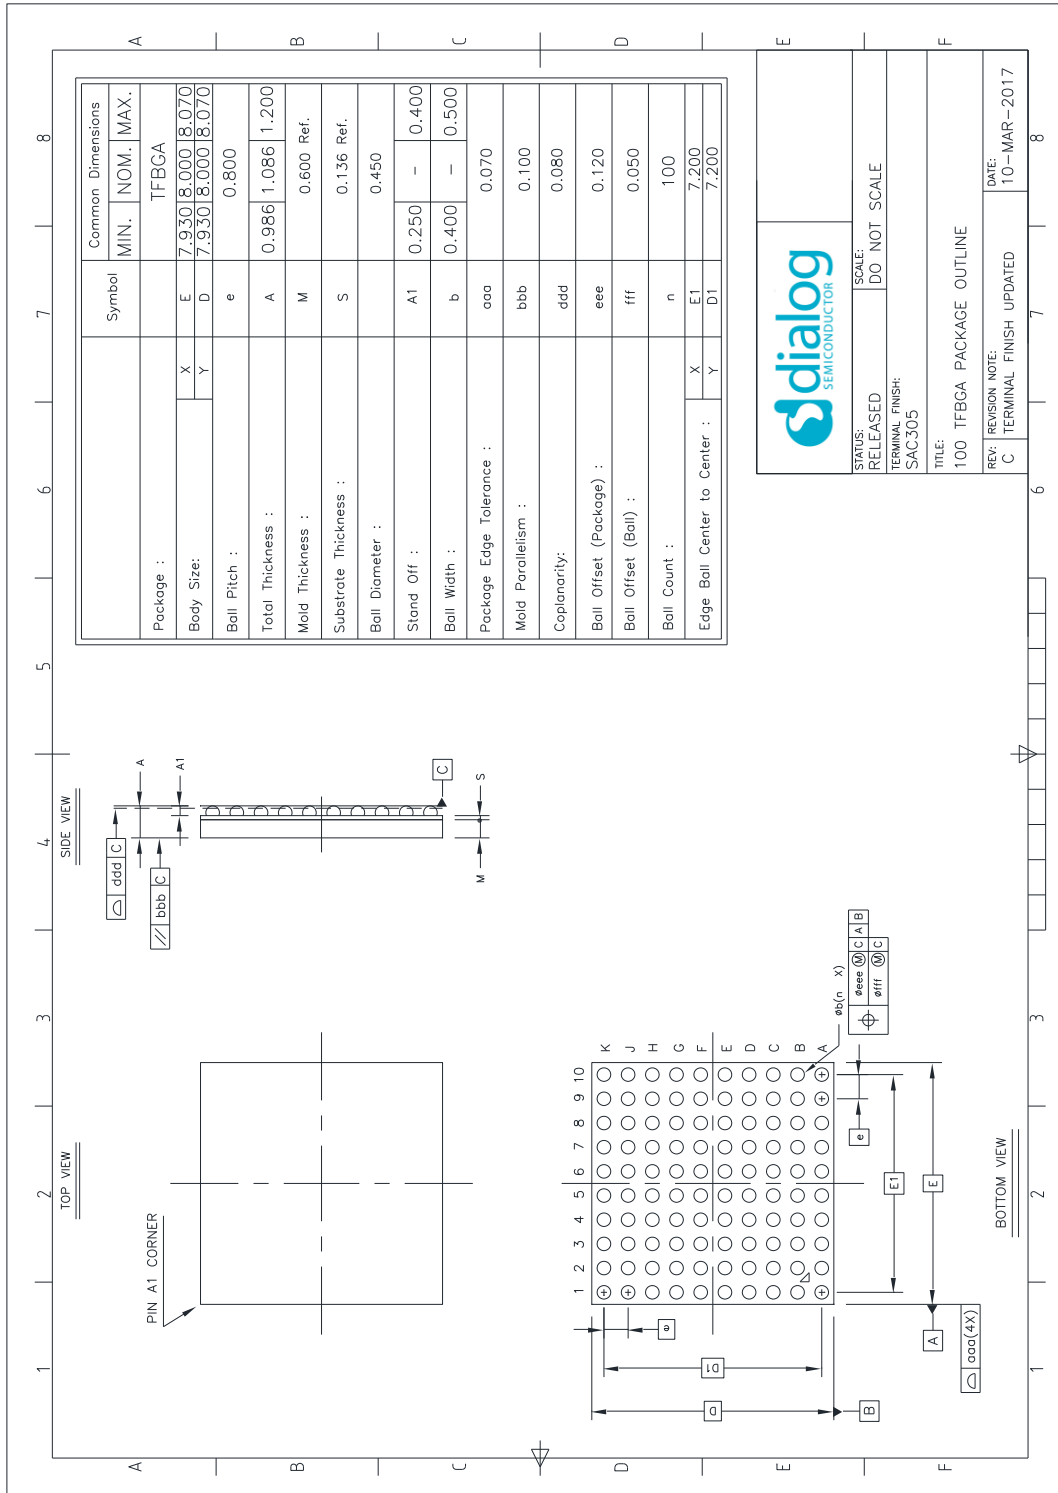 1 2 3 4 5 6 7 8
A B C D E F
TOP VIEW
PIN A1 CORNER
SIDE VIEW
ddd C
// bbb C
A
A1
C
M S
1 2 3 4 5 6 7 8 9 10
K
J
H
G
F
E
D
C
B
A
øb(n X)
øeee Ⓜ C A B
øfff Ⓜ C
e
D1
D
B
e
E1
E
A
aaa(4X)
BOTTOM VIEW
Symbol Common Dimensions
MIN. NOM. MAX.
Package : TFBGA
Body Size: X E 7.930 8.000 8.070
Y D 7.930 8.000 8.070
Ball Pitch : e 0.800
Total Thickness : A 0.986 1.086 1.200
Mold Thickness : M 0.600 Ref.
Substrate Thickness : S 0.136 Ref.
Ball Diameter : 0.450
Stand Off : A1 0.250 – 0.400
Ball Width : b 0.400 – 0.500
Package Edge Tolerance : aaa 0.070
Mold Parallelism : bbb 0.100
Coplanarity: ddd 0.080
Ball Offset (Package) : eee 0.120
Ball Offset (Ball) : fff 0.050
Ball Count : n 100
Edge Ball Center to Center : X E1 7.200
Y D1 7.200
dialog
SEMICONDUCTOR
STATUS: SCALE:
RELEASED DO NOT SCALE
TERMINAL FINISH:
SAC305
TITLE:
100 TFBGA PACKAGE OUTLINE
REV: REVISION NOTE: DATE:
C TERMINAL FINISH UPDATED 10-MAR-2017
A B C D E F
1 2 3 6 7 8